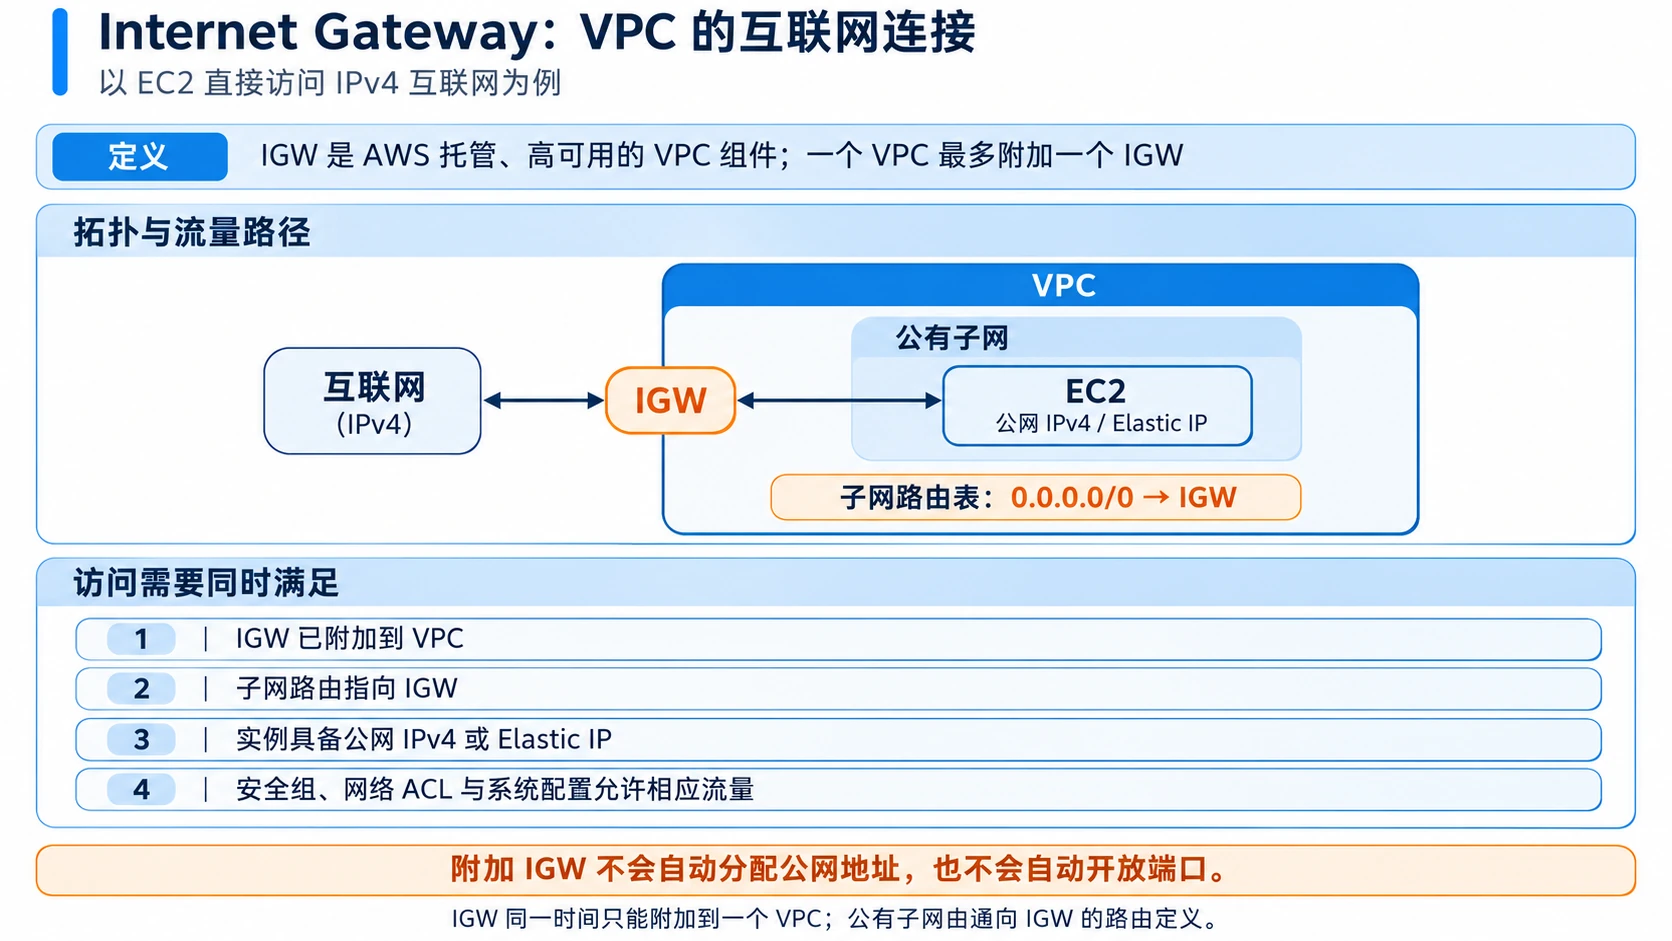 Internet Gateway：VPC 的互联网连接
以 EC2 直接访问 IPv4 互联网为例
定义
IGW 是 AWS 托管、高可用的 VPC 组件；一个 VPC 最多附加一个 IGW
拓扑与流量路径
VPC
公有子网
互联网
（IPv4）
IGW
EC2
公网 IPv4 / Elastic IP
子网路由表：0.0.0.0/0 → IGW
访问需要同时满足
1 | IGW 已附加到 VPC
2 | 子网路由指向 IGW
3 | 实例具备公网 IPv4 或 Elastic IP
4 | 安全组、网络 ACL 与系统配置允许相应流量
附加 IGW 不会自动分配公网地址，也不会自动开放端口。
IGW 同一时间只能附加到一个 VPC；公有子网由通向 IGW 的路由定义。